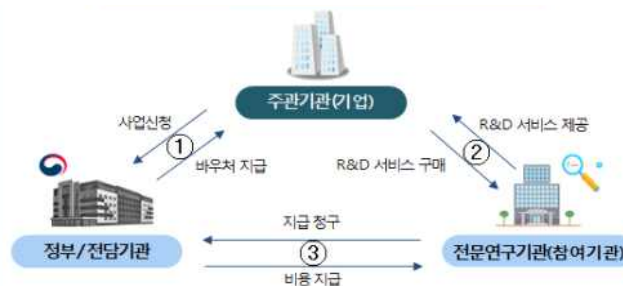 주관기관(기업)
사업신청
①
바우처 지급
R&D 서비스 제공
②
R&D 서비스 구매
정부/전담기관
지급 청구
③
비용 지급
전문연구기관(참여기관)